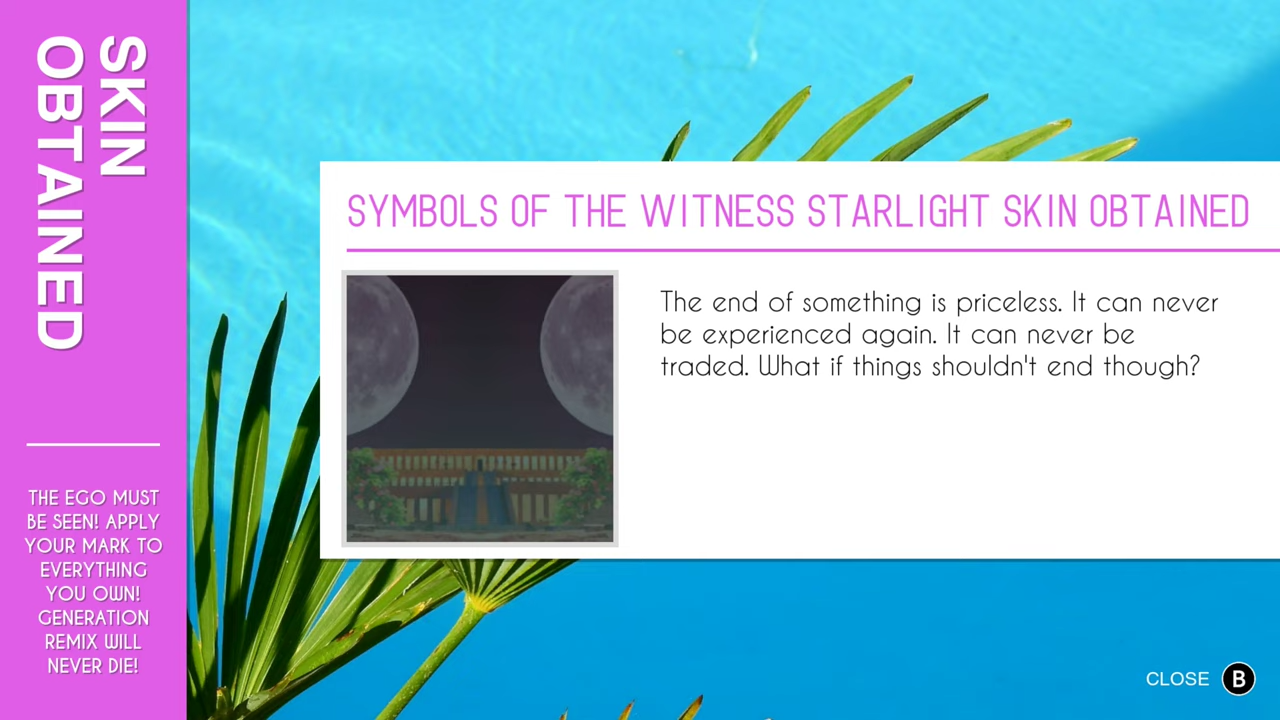 SKIN
OBTAINED
THE EGO MUST
BE SEEN! APPLY
YOUR MARK TO
EVERYTHING
YOU OWN!
GENERATION
REMIX WILL
NEVER DIE!
SYMBOLS OF THE WITNESS STARLIGHT SKIN OBTAINED
The end of something is priceless. It can never
be experienced again. It can never be
traded. What if things shouldn't end though?
CLOSE B